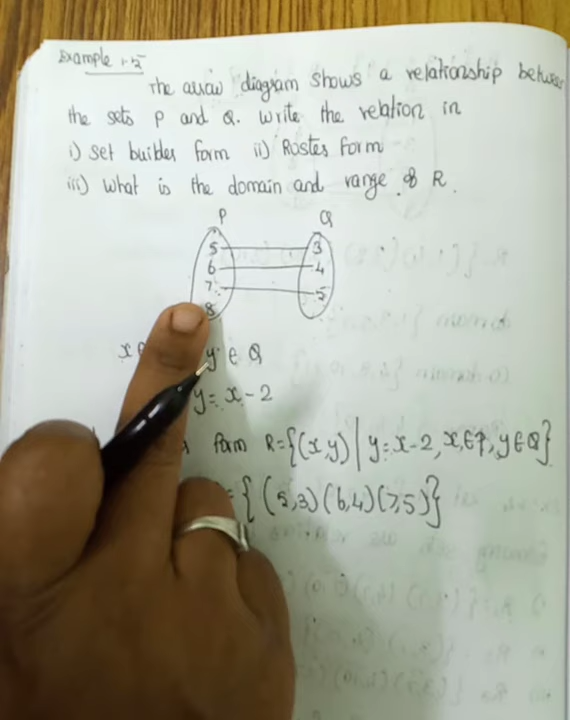 Example 1.5
The arrow diagram shows a relationship between
the sets P and Q. write the relation in
i) set builder form ii) Roster form
iii) What is the domain and range of R.
P Q
5 3
6 4
7 5
8
y ∈ Q
y = x - 2
form R = {(x,y) | y = x-2, x ∈ P, y ∈ Q}
= {(5,3)(6,4)(7,5)}